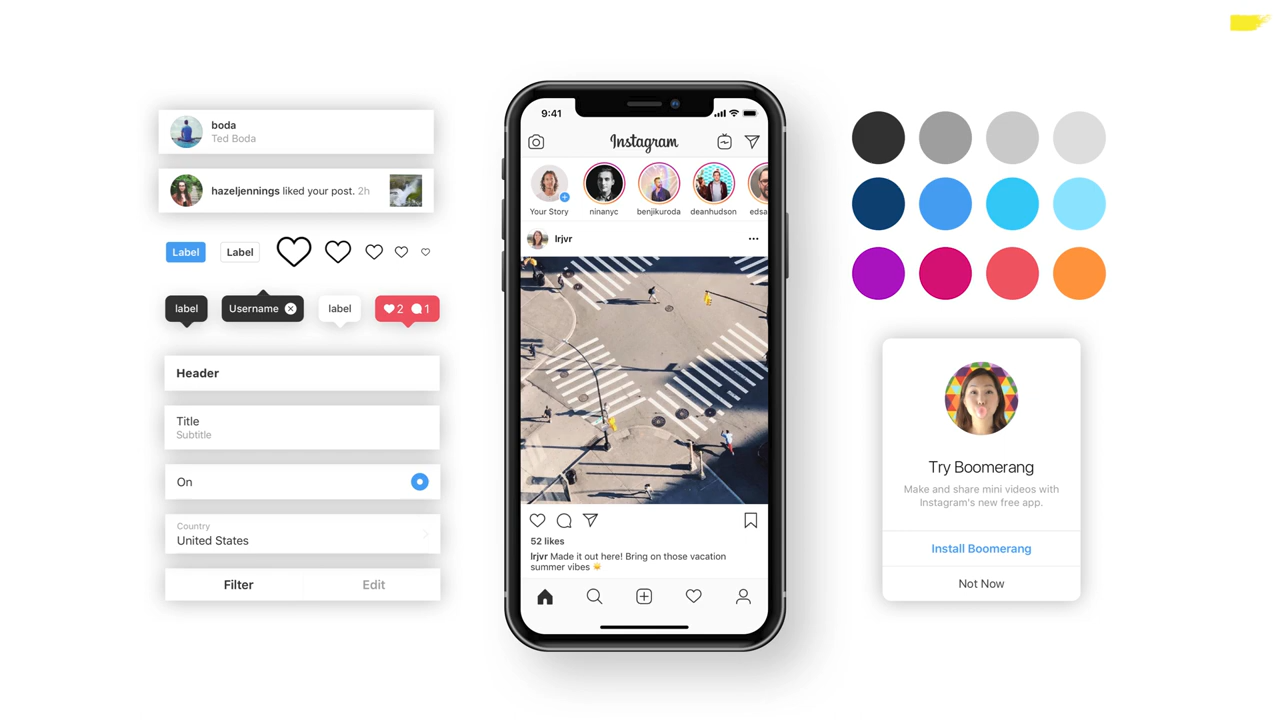 boda
Ted Boda
hazeljennings liked your post. 2h
Label
Label
label
Username
label
2 1
Header
Title
Subtitle
On
Country
United States
Filter
Edit
9:41
Instagram
Your Story
ninanyc
benjikuroda
deanhudson
edsa
lrjvr
52 likes
lrjvr Made it out here! Bring on those vacation
summer vibes
Try Boomerang
Make and share mini videos with
Instagram's new free app.
Install Boomerang
Not Now